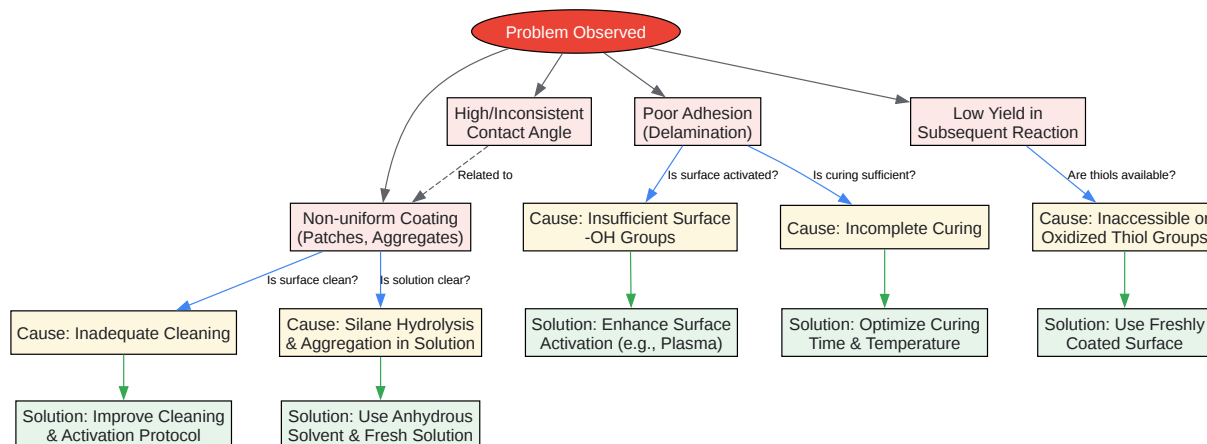 Problem Observed
High/Inconsistent
Contact Angle
Poor Adhesion
(Delamination)
Low Yield in
Subsequent Reaction
Related to
Is surface activated?
Is curing sufficient?
Are thiols available?
Non-uniform Coating
(Patches, Aggregates)
Cause: Insufficient Surface
-OH Groups
Cause: Incomplete Curing
Cause: Inaccessible or
Oxidized Thiol Groups
Is surface clean?
Is solution clear?
Cause: Inadequate Cleaning
Cause: Silane Hydrolysis
& Aggregation in Solution
Solution: Enhance Surface
Activation (e.g., Plasma)
Solution: Optimize Curing
Time & Temperature
Solution: Use Freshly
Coated Surface
Solution: Improve Cleaning
& Activation Protocol
Solution: Use Anhydrous
Solvent & Fresh Solution